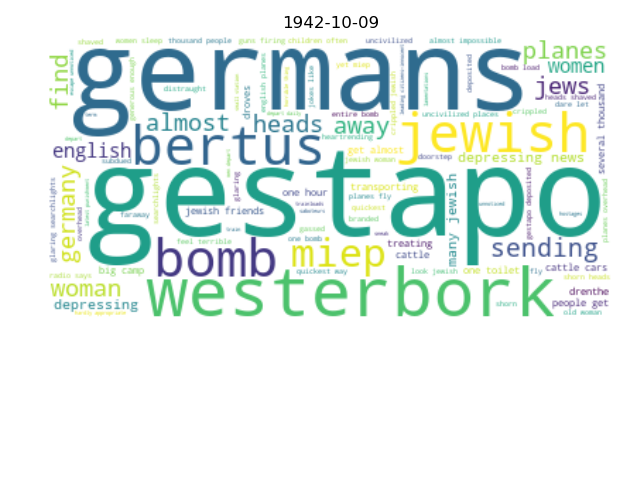 1942-10-09
shaved women sleep thousand people guns firing children often uncivilized almost impossible
germans
planes
find
distraught
generous enough
droves
english planes
jokes like
yet miep
deposited
bomb load
women
jews
heads shaved
dare let
almost heads away
entire bomb
uncivilized places
crippled
jewish
english
bertus
heartrending
get almost
jewish woman
doorstep
depressing news
several thousand
subdued
glaring
gestapo
germany
searchlights
glaring searchlights
overhead
faraway
jewish friends
one hour
transporting
planes fly
quickest
branded
many jewish
gestapo deposited
planes overhead
feel terrible
gassed
one bomb
bomb
miep
treating
cattle
sending
radio says
big camp
quickest way
look jewish
one toilet
fly
cattle cars
shorn heads
woman
depressing
westerbork
shorn
drenthe
people get
old woman